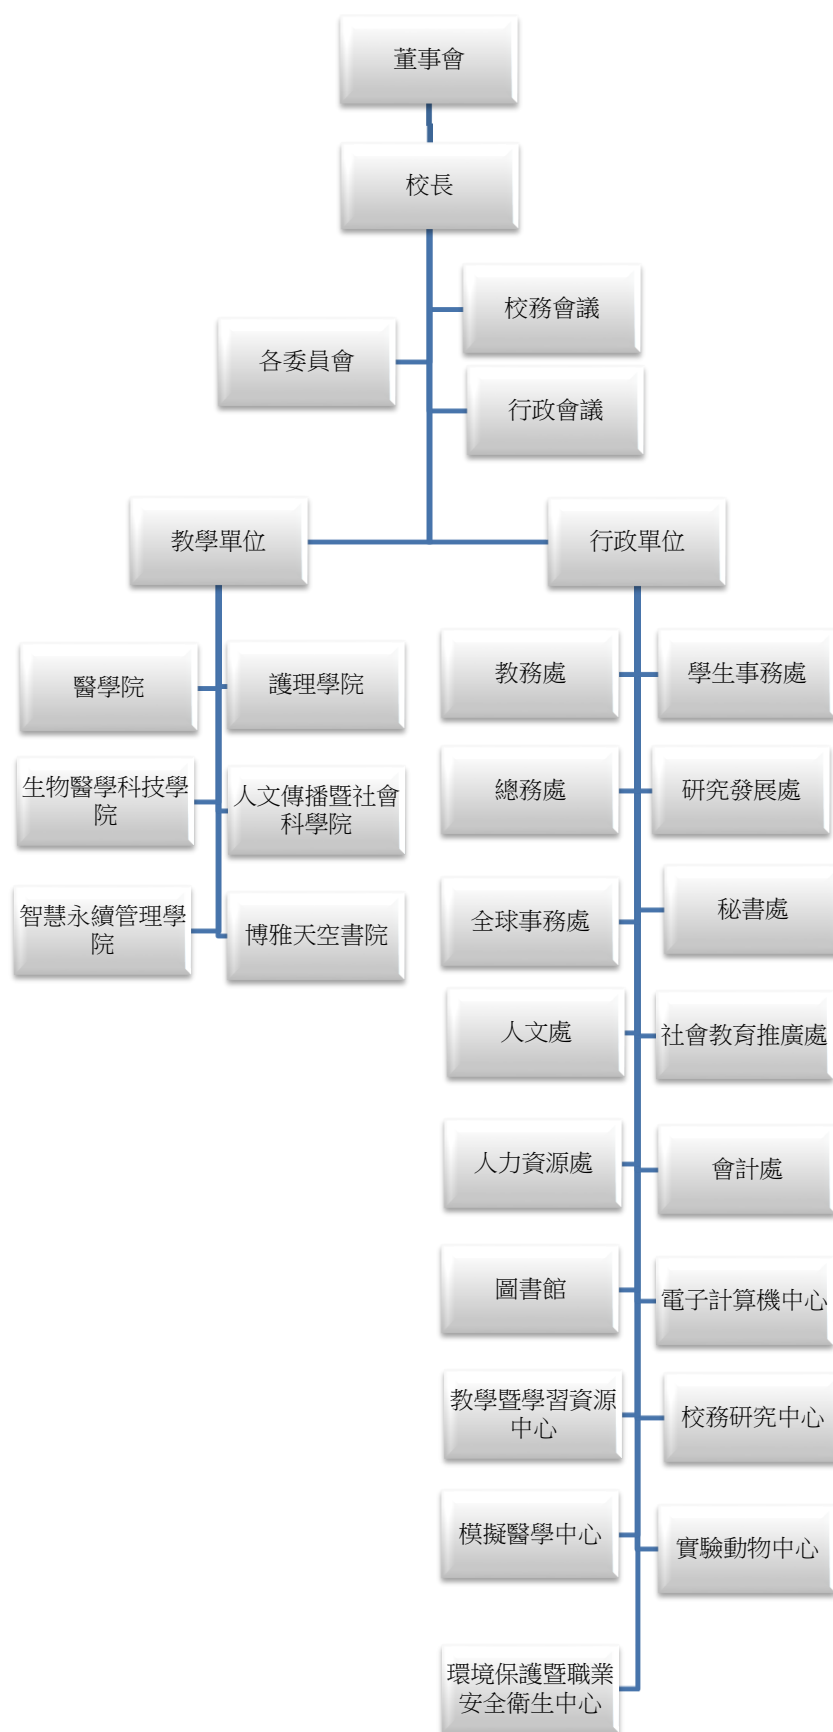 董事會
校長
校務會議
各委員會
行政會議
教學單位
行政單位
醫學院
護理學院
生物醫學科技學
院
人文傳播暨社會
科學院
智慧永續管理學
院
博雅天空書院
教務處
學生事務處
總務處
研究發展處
全球事務處
秘書處
人文處
社會教育推廣處
人力資源處
會計處
圖書館
電子計算機中心
教學暨學習資源
中心
校務研究中心
模擬醫學中心
實驗動物中心
環境保護暨職業
安全衛生中心